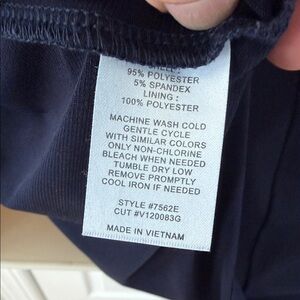 95% POLYESTER
5% SPANDEX
LINING :
100% POLYESTER
MACHINE WASH COLD
GENTLE CYCLE
WITH SIMILAR COLORS
ONLY NON-CHLORINE
BLEACH WHEN NEEDED
TUMBLE DRY LOW
REMOVE PROMPTLY
COOL IRON IF NEEDED
STYLE #7562E
CUT #V120083G
MADE IN VIETNAM